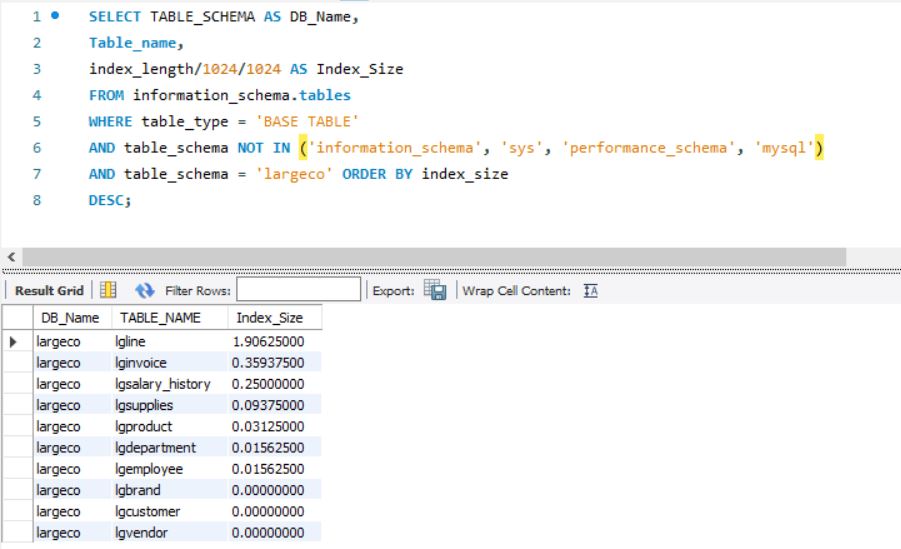 1 SELECT TABLE_SCHEMA AS DB_Name,
2 Table_name,
3 index_length/1024/1024 AS Index_Size
4 FROM information_schema.tables
5 WHERE table_type = 'BASE TABLE'
6 AND table_schema NOT IN ('information_schema', 'sys', 'performance_schema', 'mysql')
7 AND table_schema = 'largeco' ORDER BY index_size
8 DESC;
Result Grid Filter Rows: Export: Wrap Cell Content: IA
DB_Name TABLE_NAME Index_Size
largeco lgline 1.90625000
largeco lginvoice 0.35937500
largeco lgsalary_history 0.25000000
largeco lgsupplies 0.09375000
largeco lgproduct 0.03125000
largeco lgdepartment 0.01562500
largeco lgemployee 0.01562500
largeco lgbrand 0.00000000
largeco lgcustomer 0.00000000
largeco lgvendor 0.00000000